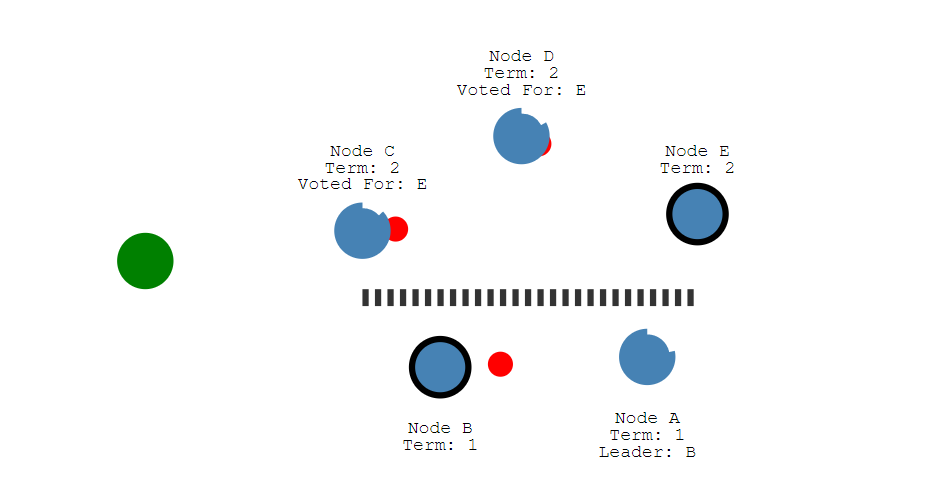 Node D
Term: 2
Voted For: E
Node C
Term: 2
Voted For: E
Node E
Term: 2
Node B
Term: 1
Node A
Term: 1
Leader: B